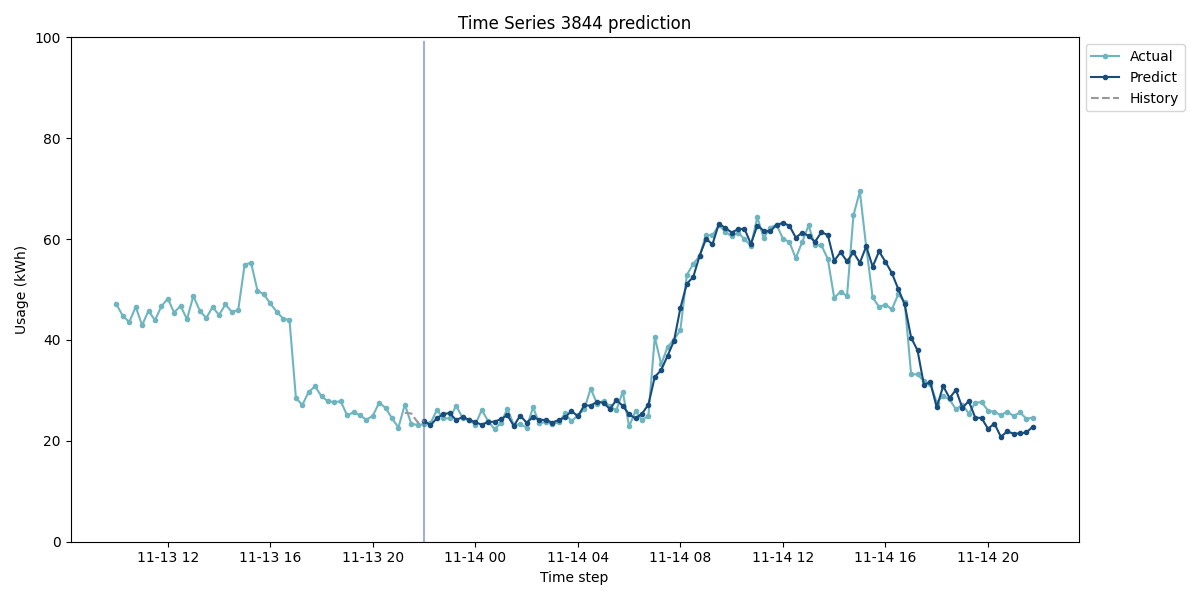 Time Series 3844 prediction
Usage (kWh)
100
80
60
40
20
0
11-13 12
11-13 16
11-13 20
11-14 00
11-14 04
11-14 08
11-14 12
11-14 16
11-14 20
Time step
Actual
Predict
History